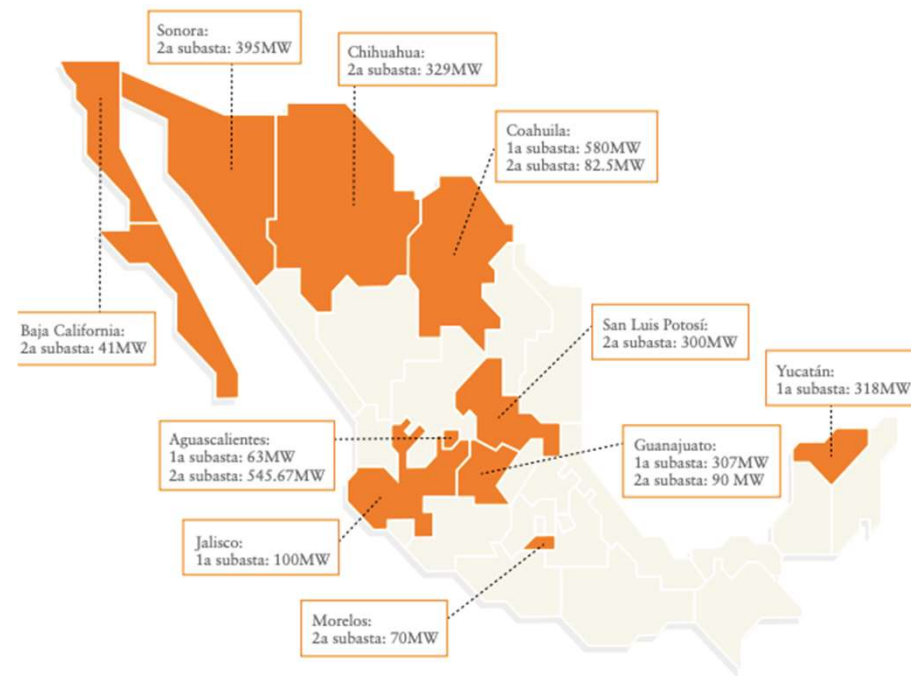 Sonora:
2a subasta: 395MW
Chihuahua:
2a subasta: 329MW
Coahuila:
1a subasta: 580MW
2a subasta: 82.5MW
Baja California:
2a subasta: 41MW
San Luis Potosí:
2a subasta: 300MW
Yucatán:
1a subasta: 318MW
Aguascalientes:
1a subasta: 63MW
2a subasta: 545.67MW
Guanajuato:
1a subasta: 307MW
2a subasta: 90 MW
Jalisco:
1a subasta: 100MW
Morelos:
2a subasta: 70MW